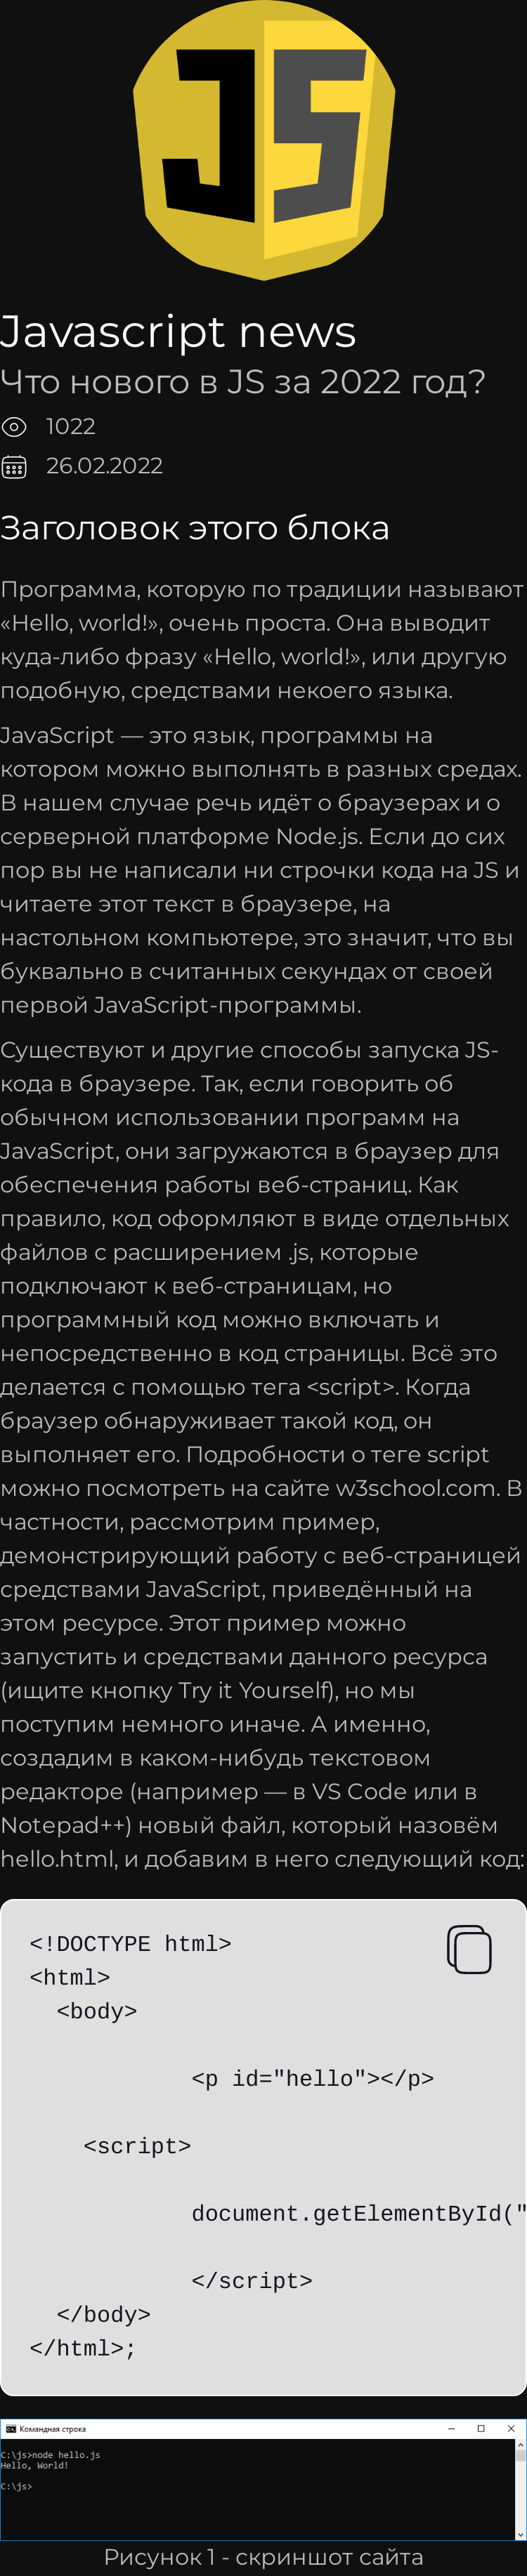 JS
Javascript news
Что нового в JS за 2022 год?
1022
26.02.2022
Заголовок этого блока
Программа, которую по традиции называют
«Hello, world!», очень проста. Она выводит
куда-либо фразу «Hello, world!», или другую
подобную, средствами некоего языка.
JavaScript — это язык, программы на
котором можно выполнять в разных средах.
В нашем случае речь идёт о браузерах и о
серверной платформе Node.js. Если до сих
пор вы не написали ни строчки кода на JS и
читаете этот текст в браузере, на
настольном компьютере, это значит, что вы
буквально в считанных секундах от своей
первой JavaScript-программы.
Существуют и другие способы запуска JS-
кода в браузере. Так, если говорить об
обычном использовании программ на
JavaScript, они загружаются в браузер для
обеспечения работы веб-страниц. Как
правило, код оформляют в виде отдельных
файлов с расширением .js, которые
подключают к веб-страницам, но
программный код можно включать и
непосредственно в код страницы. Всё это
делается с помощью тега <script>. Когда
браузер обнаруживает такой код, он
выполняет его. Подробности о теге script
можно посмотреть на сайте w3school.com. В
частности, рассмотрим пример,
демонстрирующий работу с веб-страницей
средствами JavaScript, приведённый на
этом ресурсе. Этот пример можно
запустить и средствами данного ресурса
(ищите кнопку Try it Yourself), но мы
поступим немного иначе. А именно,
создадим в каком-нибудь текстовом
редакторе (например — в VS Code или в
Notepad++) новый файл, который назовём
hello.html, и добавим в него следующий код:
<!DOCTYPE html>
<html>
<body>
<p id="hello"></p>
<script>
document.getElementById("
</script>
</body>
</html>;
Командная строка
C:\js>node hello.js
Hello, World!
C:\js>
Рисунок 1 - скриншот сайта